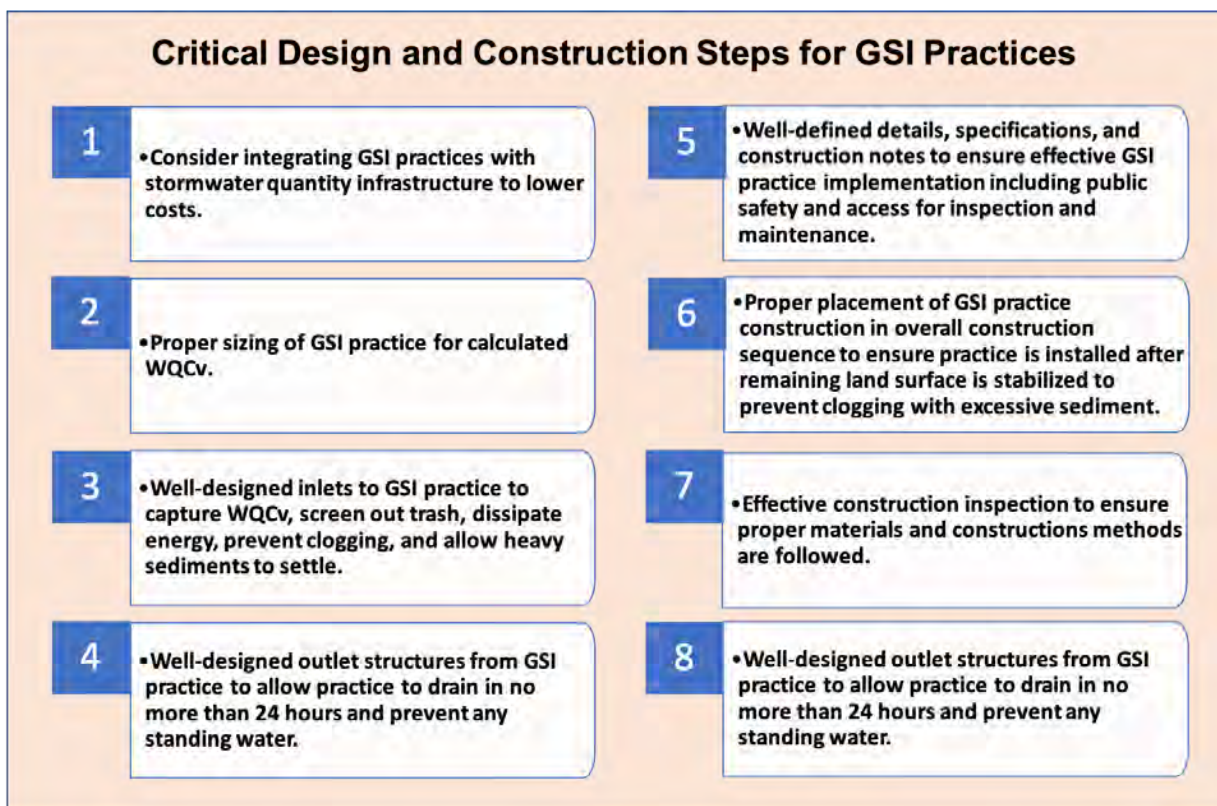 Critical Design and Construction Steps for GSI Practices
1
•Consider integrating GSI practices with
stormwater quantity infrastructure to lower
costs.
2
•Proper sizing of GSI practice for calculated
WQCv.
3
•Well-designed inlets to GSI practice to
capture WQCv, screen out trash, dissipate
energy, prevent clogging, and allow heavy
sediments to settle.
4
•Well-designed outlet structures from GSI
practice to allow practice to drain in no
more than 24 hours and prevent any
standing water.
5
•Well-defined details, specifications, and
construction notes to ensure effective GSI
practice implementation including public
safety and access for inspection and
maintenance.
6
•Proper placement of GSI practice
construction in overall construction
sequence to ensure practice is installed after
remaining land surface is stabilized to
prevent clogging with excessive sediment.
7
•Effective construction inspection to ensure
proper materials and constructions methods
are followed.
8
•Well-designed outlet structures from GSI
practice to allow practice to drain in no
more than 24 hours and prevent any
standing water.